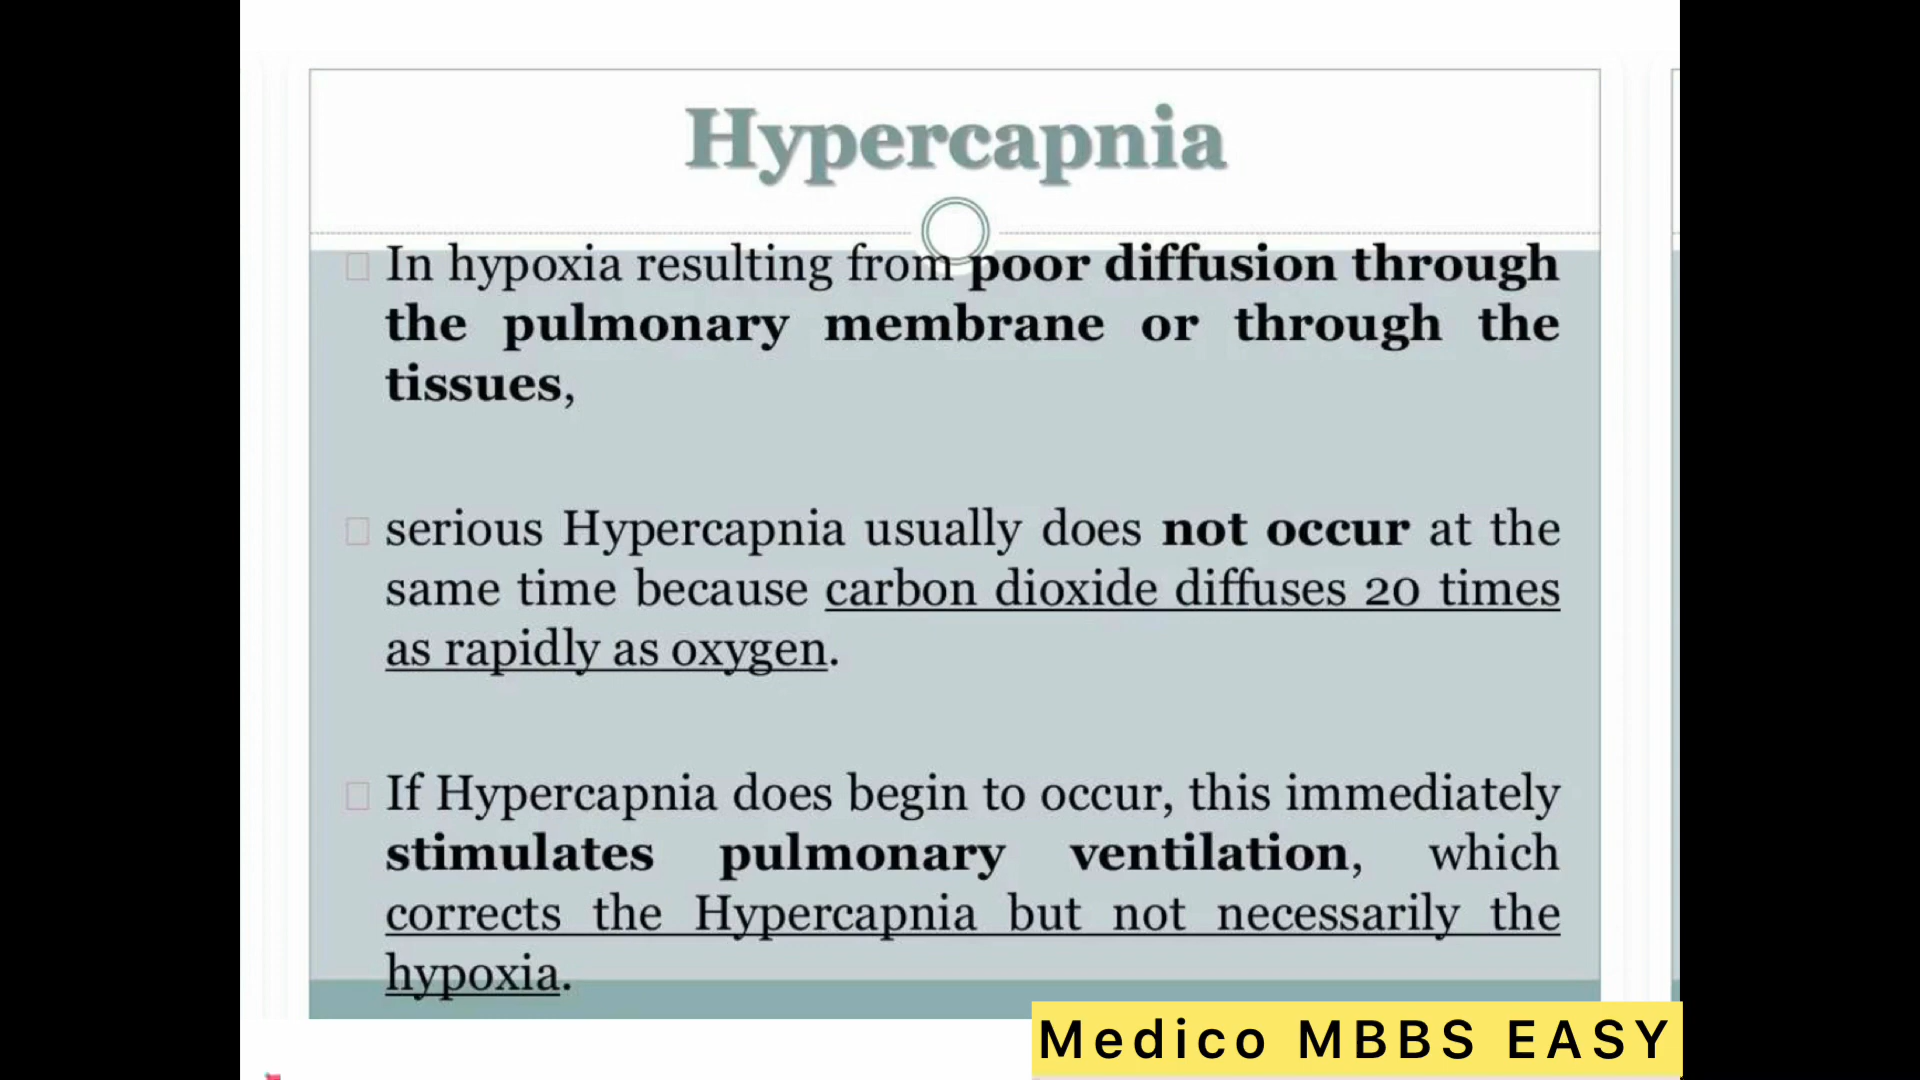 Hypercapnia
In hypoxia resulting from poor diffusion through
the pulmonary membrane or through the
tissues,
serious Hypercapnia usually does not occur at the
same time because carbon dioxide diffuses 20 times
as rapidly as oxygen.
If Hypercapnia does begin to occur, this immediately
stimulates pulmonary ventilation, which
corrects the Hypercapnia but not necessarily the
hypoxia.
Medico MBBS EASY